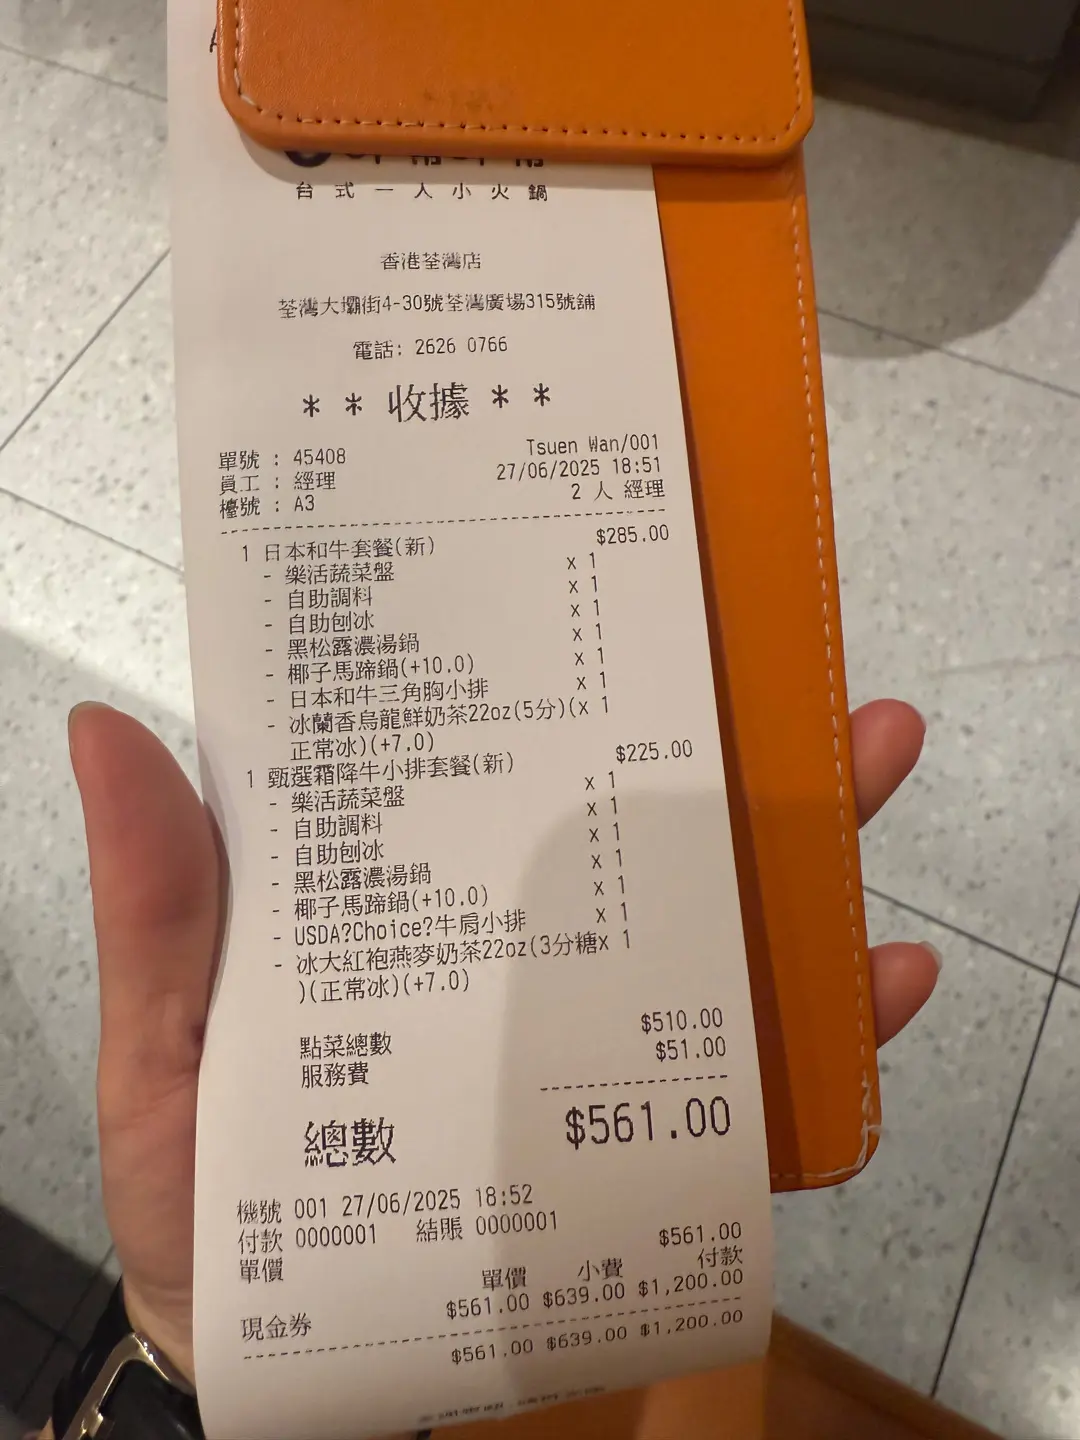 台式一人小火鍋
香港荃灣店
荃灣大壩街4-30號荃灣廣場315號舖
電話: 2626 0766
* * 收據 * *
單號 : 45408 Tsuen Wan/001
員工 : 經理 27/06/2025 18:51
檯號 : A3 2 人 經理
1 日本和牛套餐(新) $285.00
- 樂活蔬菜盤 x 1
- 自助調料 x 1
- 自助刨冰 x 1
- 黑松露濃湯鍋 x 1
- 椰子馬蹄鍋(+10.0) x 1
- 日本和牛三角胸小排 x 1
- 冰蘭香烏龍鮮奶茶22oz(5分)(x 1
正常冰)(+7.0)
1 甄選霜降牛小排套餐(新) $225.00
- 樂活蔬菜盤 x 1
- 自助調料 x 1
- 自助刨冰 x 1
- 黑松露濃湯鍋 x 1
- 椰子馬蹄鍋(+10.0) x 1
- USDA?Choice?牛肩小排 x 1
- 冰大紅袍燕麥奶茶22oz(3分糖x 1
)(正常冰)(+7.0)
點菜總數 $510.00
服務費 $51.00
總數 $561.00
機號 001 27/06/2025 18:52
付款 0000001 結賬 0000001
單價 $561.00
單價 小費 付款
現金券 $561.00 $639.00 $1,200.00
$561.00 $639.00 $1,200.00